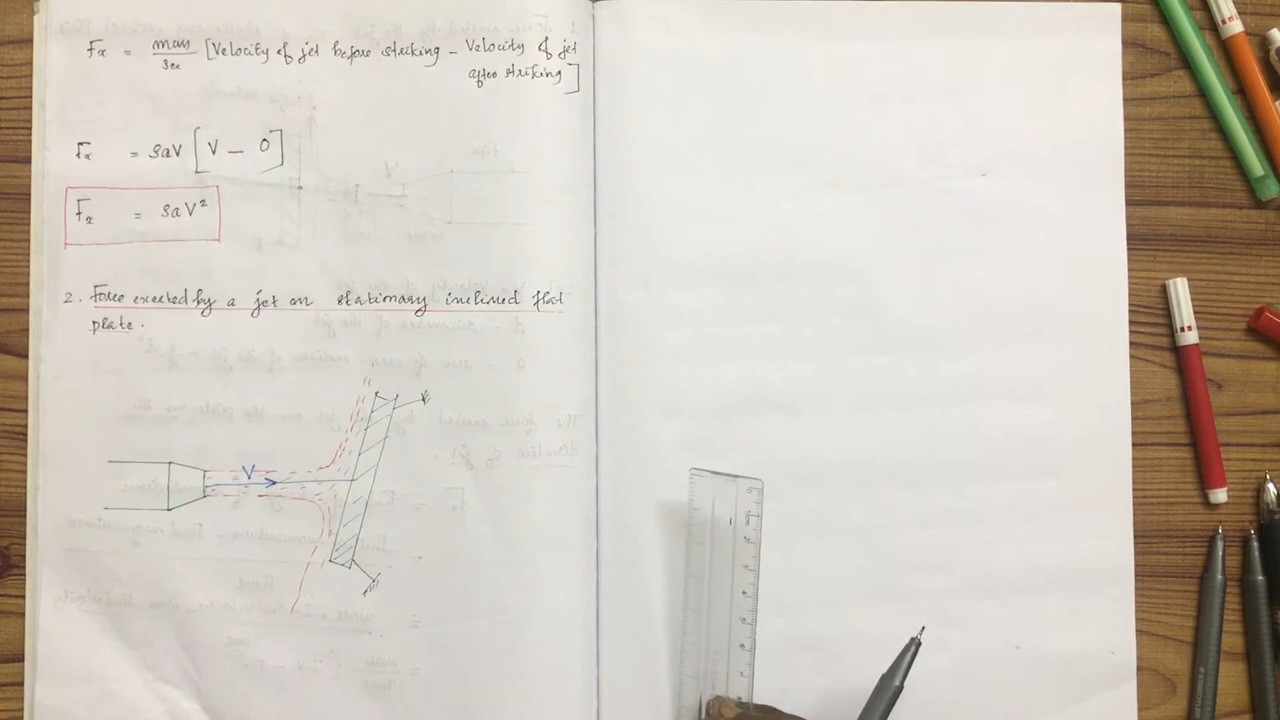 Fx = mass/sec [Velocity of jet before striking - Velocity of jet after striking]
Fx = ρaV [V - 0]
Fx = ρaV²
2. Force exerted by a jet on stationary inclined flat
plate.
V